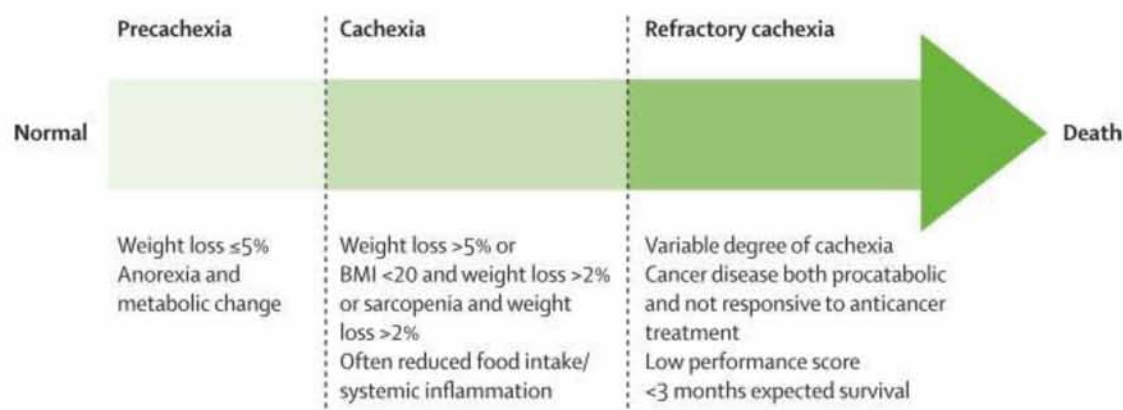 Precachexia
Cachexia
Refractory cachexia
Normal
Death
Weight loss ≤5%
Anorexia and
metabolic change
Weight loss >5% or
BMI <20 and weight loss >2%
or sarcopenia and weight
loss >2%
Often reduced food intake/
systemic inflammation
Variable degree of cachexia
Cancer disease both procatabolic
and not responsive to anticancer
treatment
Low performance score
<3 months expected survival